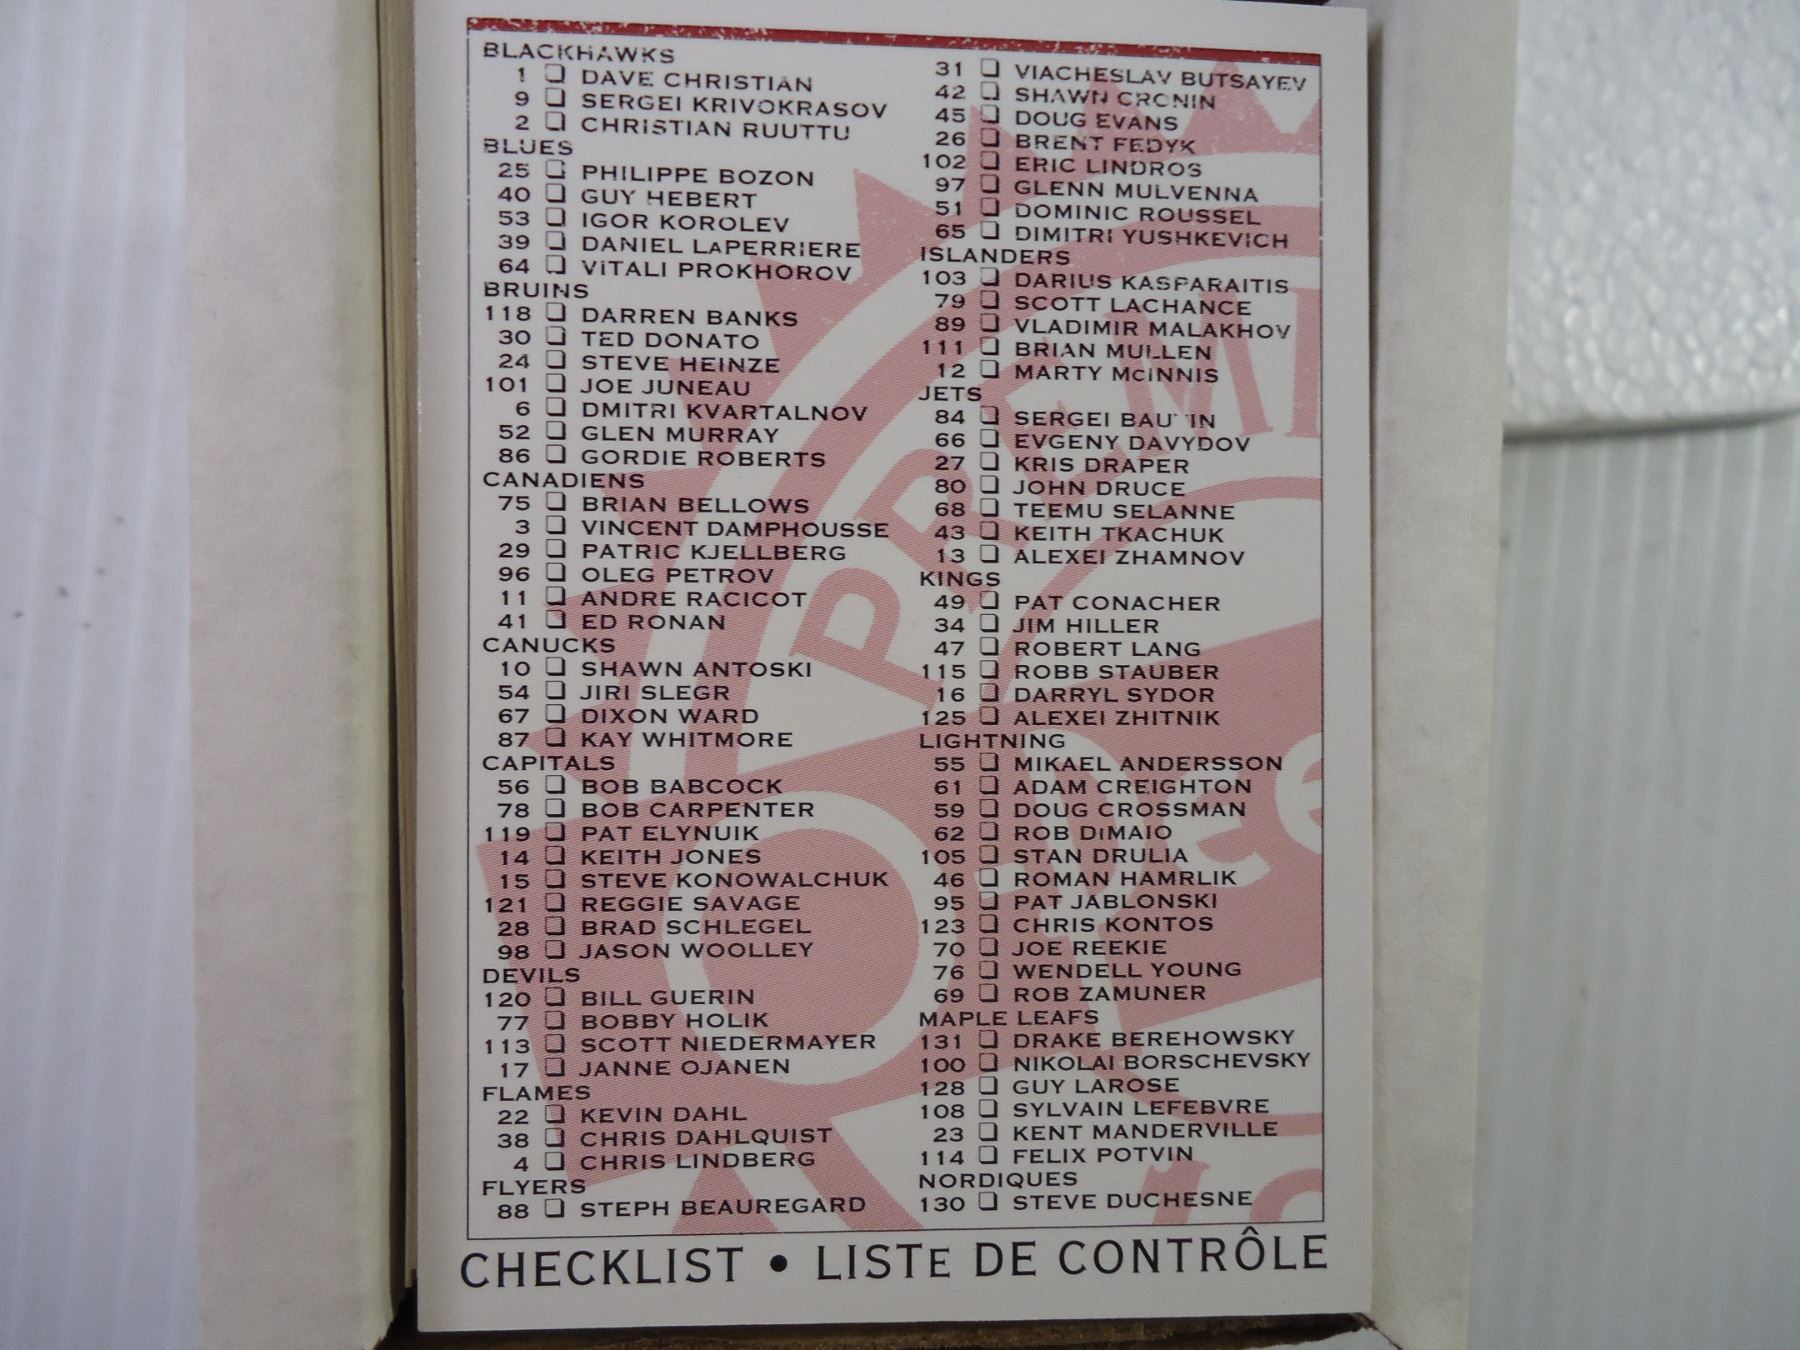 BLACKHAWKS
1 DAVE CHRISTIAN
9 SERGEI KRIVOKRASOV
2 CHRISTIAN RUUTTU
BLUES
25 PHILIPPE BOZON
40 GUY HEBERT
53 IGOR KOROLEV
39 DANIEL LAPERRIERE
64 VITALI PROKHOROV
BRUINS
118 DARREN BANKS
30 TED DONATO
24 STEVE HEINZE
101 JOE JUNEAU
6 DMITRI KVARTALNOV
52 GLEN MURRAY
86 GORDIE ROBERTS
CANADIENS
75 BRIAN BELLOWS
3 VINCENT DAMPHOUSSE
29 PATRIC KJELLBERG
96 OLEG PETROV
11 ANDRE RACICOT
41 ED RONAN
CANUCKS
10 SHAWN ANTOSKI
54 JIRI SLEGR
67 DIXON WARD
87 KAY WHITMORE
CAPITALS
56 BOB BABCOCK
78 BOB CARPENTER
119 PAT ELYNUIK
14 KEITH JONES
15 STEVE KONOWALCHUK
121 REGGIE SAVAGE
28 BRAD SCHLEGEL
98 JASON WOOLLEY
DEVILS
120 BILL GUERIN
77 BOBBY HOLIK
113 SCOTT NIEDERMAYER
17 JANNE OJANEN
FLAMES
22 KEVIN DAHL
38 CHRIS DAHLQUIST
4 CHRIS LINDBERG
FLYERS
88 STEPH BEAUREGARD
31 VIACHESLAV BUTSAYEV
42 SHAWN CRONIN
45 DOUG EVANS
26 BRENT FEDYK
102 ERIC LINDROS
97 GLENN MULVENNA
51 DOMINIC ROUSSEL
65 DIMITRI YUSHKEVICH
ISLANDERS
103 DARIUS KASPARAITIS
79 SCOTT LACHANCE
89 VLADIMIR MALAKHOV
111 BRIAN MULLEN
12 MARTY McINNIS
JETS
84 SERGEI
66 EVGENY DAVYDOV
27 KRIS DRAPER
80 JOHN DRUCE
68 TEEMU SELANNE
43 KEITH TKACHUK
13 ALEXEI ZHAMNOV
KINGS
49 PAT CONACHER
34 JIM HILLER
47 ROBERT LANG
115 ROBB STAUBER
16 DARRYL SYDOR
125 ALEXEI ZHITNIK
LIGHTNING
55 MIKAEL ANDERSSON
61 ADAM CREIGHTON
59 DOUG CROSSMAN
62 ROB DiMAIO
105 STAN DRULIA
46 ROMAN HAMRLIK
95 PAT JABLONSKI
123 CHRIS KONTOS
70 JOE REEKIE
76 WENDELL YOUNG
69 ROB ZAMUNER
MAPLE LEAFS
131 DRAKE BEREHOWSKY
100 NIKOLAI BORSCHEVSKY
128 GUY LAROSE
108 SYLVAIN LEFEBVRE
23 KENT MANDERVILLE
114 FELIX POTVIN
NORDIQUES
130 STEVE DUCHESNE
CHECKLIST • LISTE DE CONTRÔLE